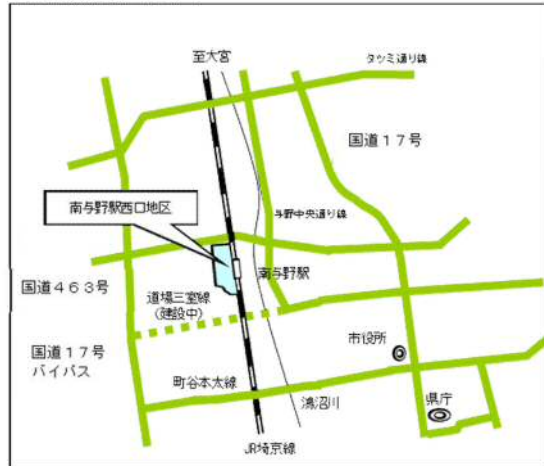 至大宮
タツミ通り線
国道17号
南与野駅西口地区
与野中央通り線
南与野駅
国道463号
道場三室線
(建設中)
国道17号
バイパス
市役所
町谷本太線
鴻沼川
県庁
JR埼京線